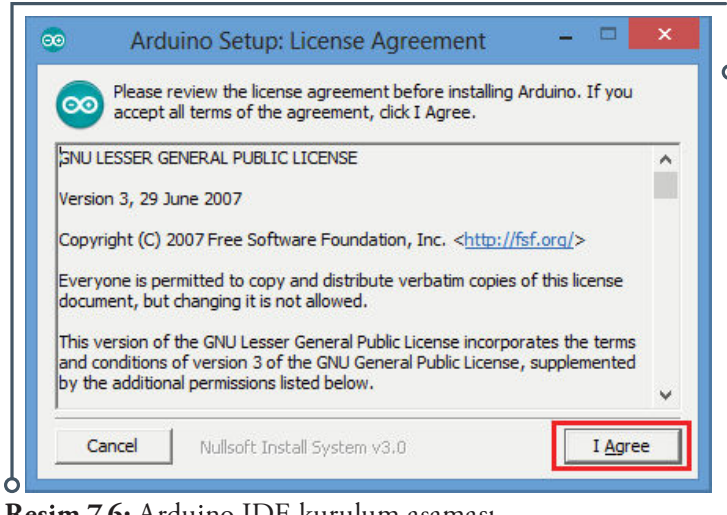 Arduino Setup: License Agreement
Please review the license agreement before installing Arduino. If you
accept all terms of the agreement, click I Agree.
GNU LESSER GENERAL PUBLIC LICENSE
Version 3, 29 June 2007
Copyright (C) 2007 Free Software Foundation, Inc. <http://fsf.org/>
Everyone is permitted to copy and distribute verbatim copies of this license
document, but changing it is not allowed.
This version of the GNU Lesser General Public License incorporates the terms
and conditions of version 3 of the GNU General Public License, supplemented
by the additional permissions listed below.
Cancel
Nullsoft Install System v3.0
I Agree
Resim 7.6: Arduino IDE kurulum aşaması